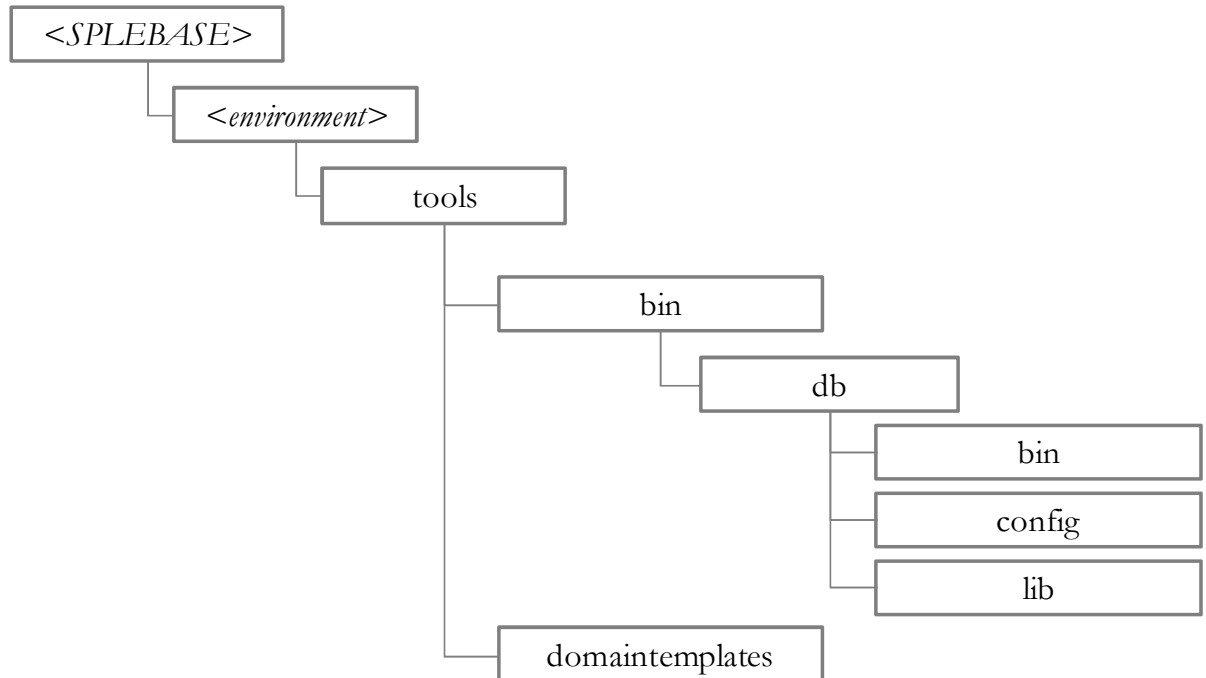 <SPLEBASE>
<environment>
tools
bin
db
bin
config
lib
domaintemplates